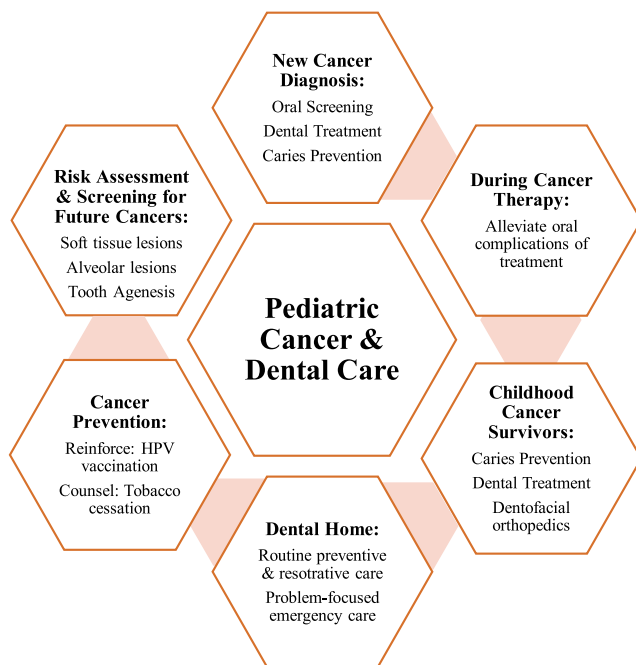 New Cancer
Diagnosis:
Oral Screening
Dental Treatment
Caries Prevention
During Cancer
Therapy:
Alleviate oral
complications of
treatment
Childhood
Cancer
Survivors:
Caries Prevention
Dental Treatment
Dentofacial
orthopedics
Dental Home:
Routine preventive
& resotrative care
Problem-focused
emergency care
Cancer
Prevention:
Reinforce: HPV
vaccination
Counsel: Tobacco
cessation
Risk Assessment
& Screening for
Future Cancers:
Soft tissue lesions
Alveolar lesions
Tooth Agenesis
Pediatric
Cancer &
Dental Care